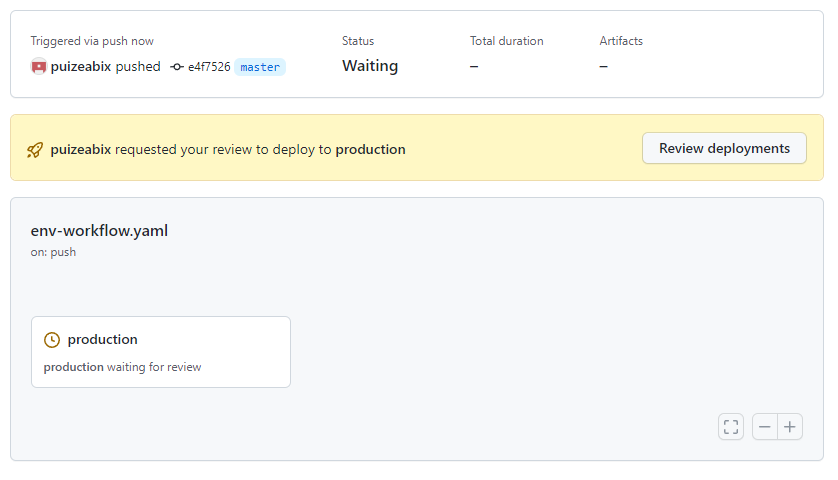 Triggered via push now
puizeabix pushed e4f7526 master
Status
Waiting
Total duration
–
Artifacts
–
puizeabix requested your review to deploy to production
Review deployments
env-workflow.yaml
on: push
production
production waiting for review